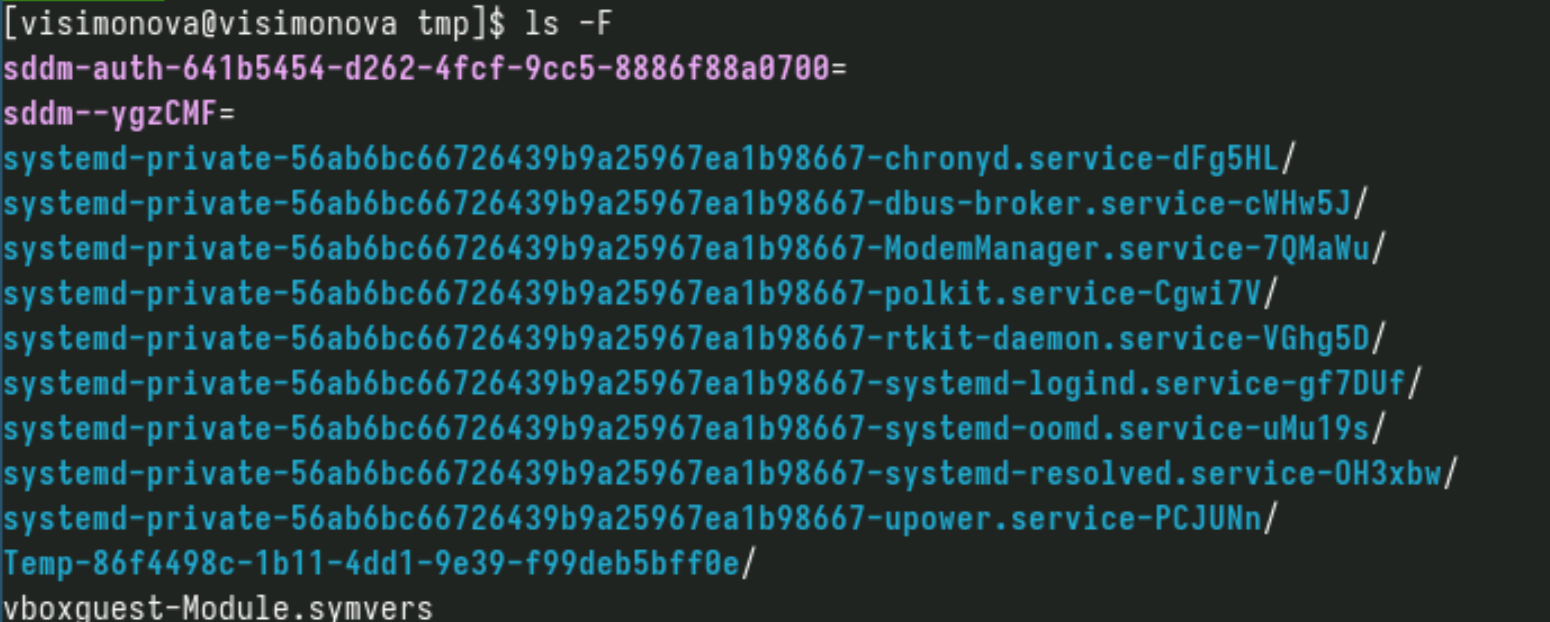 [visimonova@visimonova tmp]$ ls -F
sddm-auth-641b5454-d262-4fcf-9cc5-8886f88a0700=
sddm--ygzCMF=
systemd-private-56ab6bc66726439b9a25967ea1b98667-chronyd.service-dFg5HL/
systemd-private-56ab6bc66726439b9a25967ea1b98667-dbus-broker.service-cWHw5J/
systemd-private-56ab6bc66726439b9a25967ea1b98667-ModemManager.service-7QMaWu/
systemd-private-56ab6bc66726439b9a25967ea1b98667-polkit.service-Cgwi7V/
systemd-private-56ab6bc66726439b9a25967ea1b98667-rtkit-daemon.service-VGhg5D/
systemd-private-56ab6bc66726439b9a25967ea1b98667-systemd-logind.service-gf7DUf/
systemd-private-56ab6bc66726439b9a25967ea1b98667-systemd-oomd.service-uMu19s/
systemd-private-56ab6bc66726439b9a25967ea1b98667-systemd-resolved.service-OH3xbw/
systemd-private-56ab6bc66726439b9a25967ea1b98667-upower.service-PCJUNn/
Temp-86f4498c-1b11-4dd1-9e39-f99deb5bff0e/
vboxguest-Module.symvers